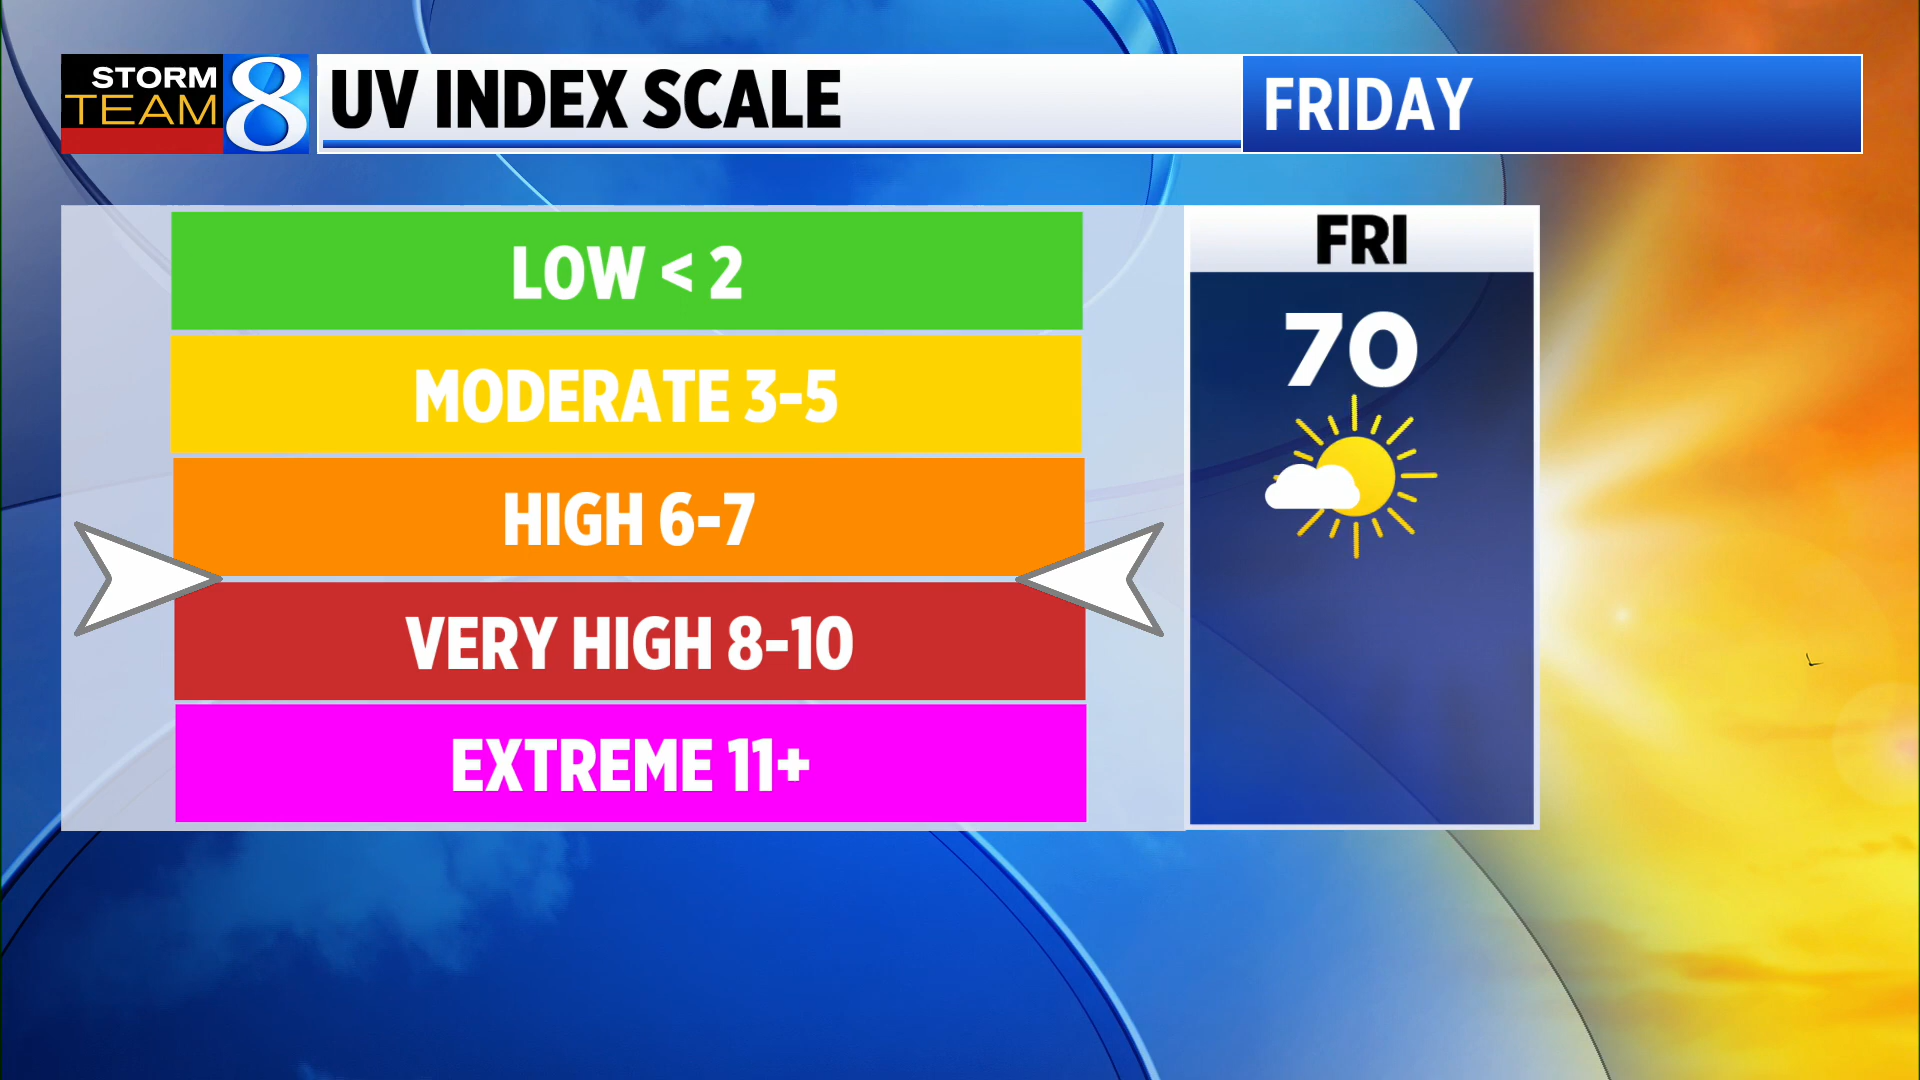 STORM
TEAM
8
UV INDEX SCALE
FRIDAY
LOW < 2
MODERATE 3-5
HIGH 6-7
VERY HIGH 8-10
EXTREME 11+
FRI
70